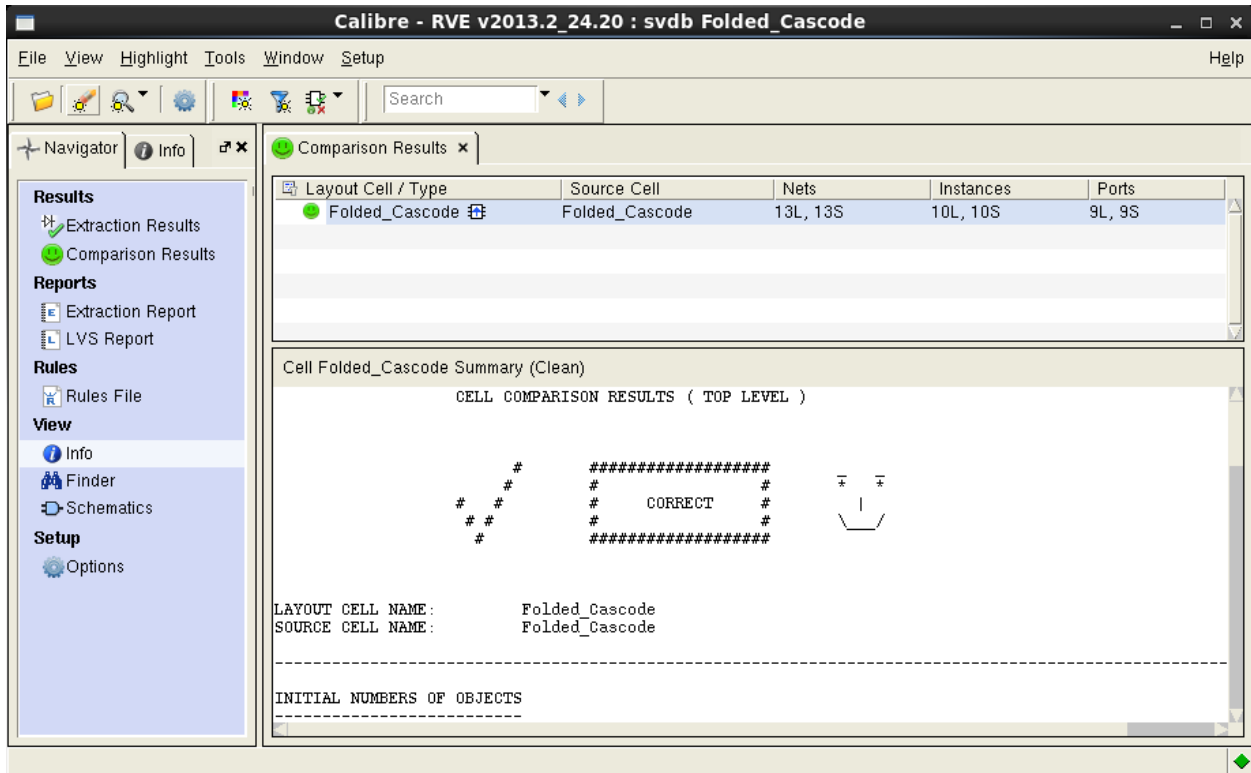 Calibre - RVE v2013.2_24.20 : svdb Folded_Cascode
File View Highlight Tools Window Setup Help
Search
Navigator Info
Comparison Results
Results
Extraction Results
Comparison Results
Reports
Extraction Report
LVS Report
Rules
Rules File
View
Info
Finder
Schematics
Setup
Options
Layout Cell / Type Source Cell Nets Instances Ports
Folded_Cascode Folded_Cascode 13L, 13S 10L, 10S 9L, 9S
Cell Folded_Cascode Summary (Clean)
CELL COMPARISON RESULTS ( TOP LEVEL )
CORRECT
LAYOUT CELL NAME: Folded_Cascode
SOURCE CELL NAME: Folded_Cascode
INITIAL NUMBERS OF OBJECTS